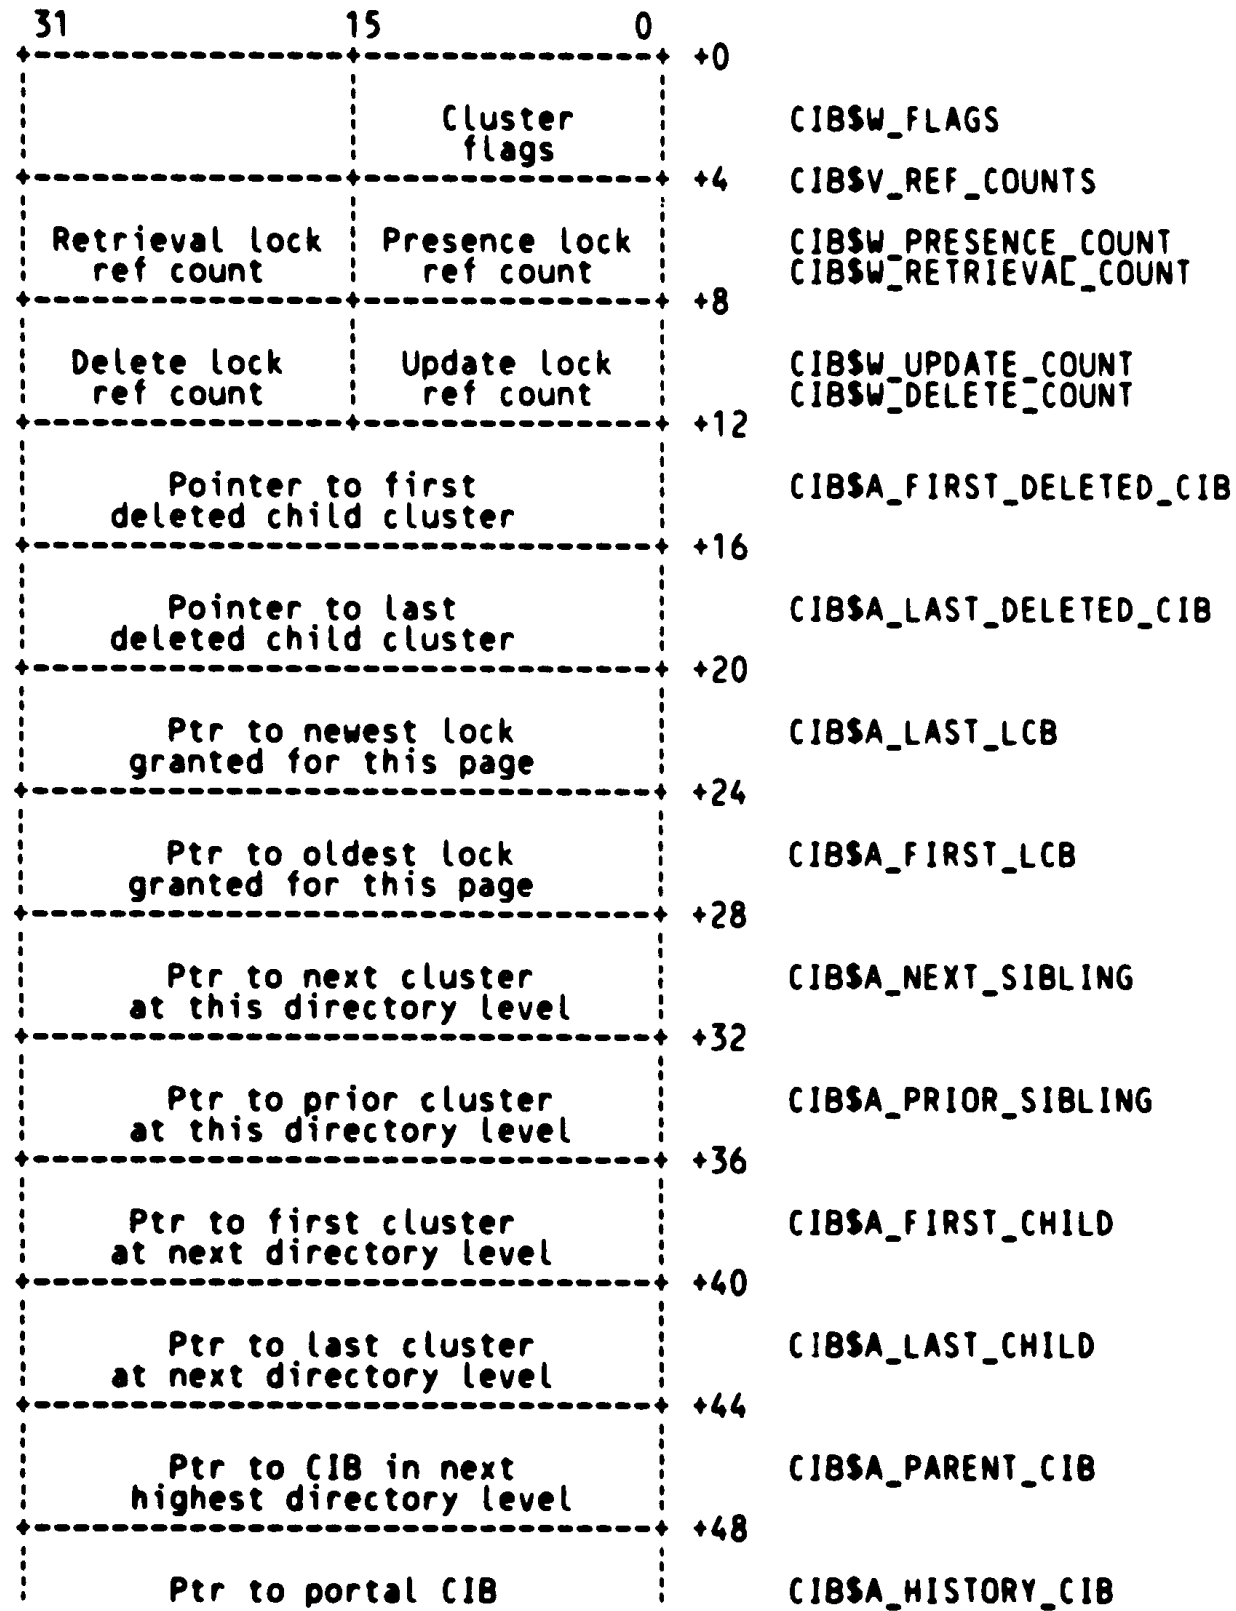 31 15 0
+0
Cluster CIB$W_FLAGS
flags
+4 CIB$V_REF_COUNTS
Retrieval lock Presence lock CIB$W_PRESENCE_COUNT
ref count ref count CIB$W_RETRIEVAL_COUNT
+8
Delete lock Update lock CIB$W_UPDATE_COUNT
ref count ref count CIB$W_DELETE_COUNT
+12
Pointer to first CIB$A_FIRST_DELETED_CIB
deleted child cluster
+16
Pointer to last CIB$A_LAST_DELETED_CIB
deleted child cluster
+20
Ptr to newest lock CIB$A_LAST_LCB
granted for this page
+24
Ptr to oldest lock CIB$A_FIRST_LCB
granted for this page
+28
Ptr to next cluster CIB$A_NEXT_SIBLING
at this directory level
+32
Ptr to prior cluster CIB$A_PRIOR_SIBLING
at this directory level
+36
Ptr to first cluster CIB$A_FIRST_CHILD
at next directory level
+40
Ptr to last cluster CIB$A_LAST_CHILD
at next directory level
+44
Ptr to CIB in next CIB$A_PARENT_CIB
highest directory level
+48
Ptr to portal CIB CIB$A_HISTORY_CIB